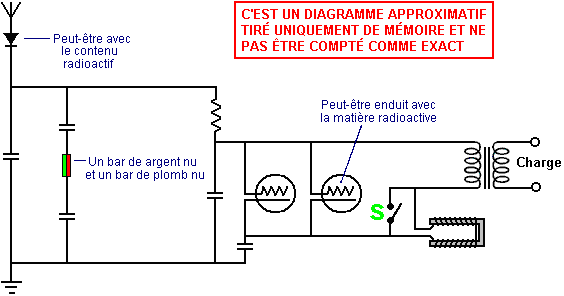 C'EST UN DIAGRAMME APPROXIMATIF
TIRÉ UNIQUEMENT DE MÉMOIRE ET NE
PAS ÊTRE COMPTÉ COMME EXACT
Peut-être avec
le contenu
radioactif
Peut-être enduit avec
la matière radioactive
Un bar de argent nu
et un bar de plomb nu
Charge
S